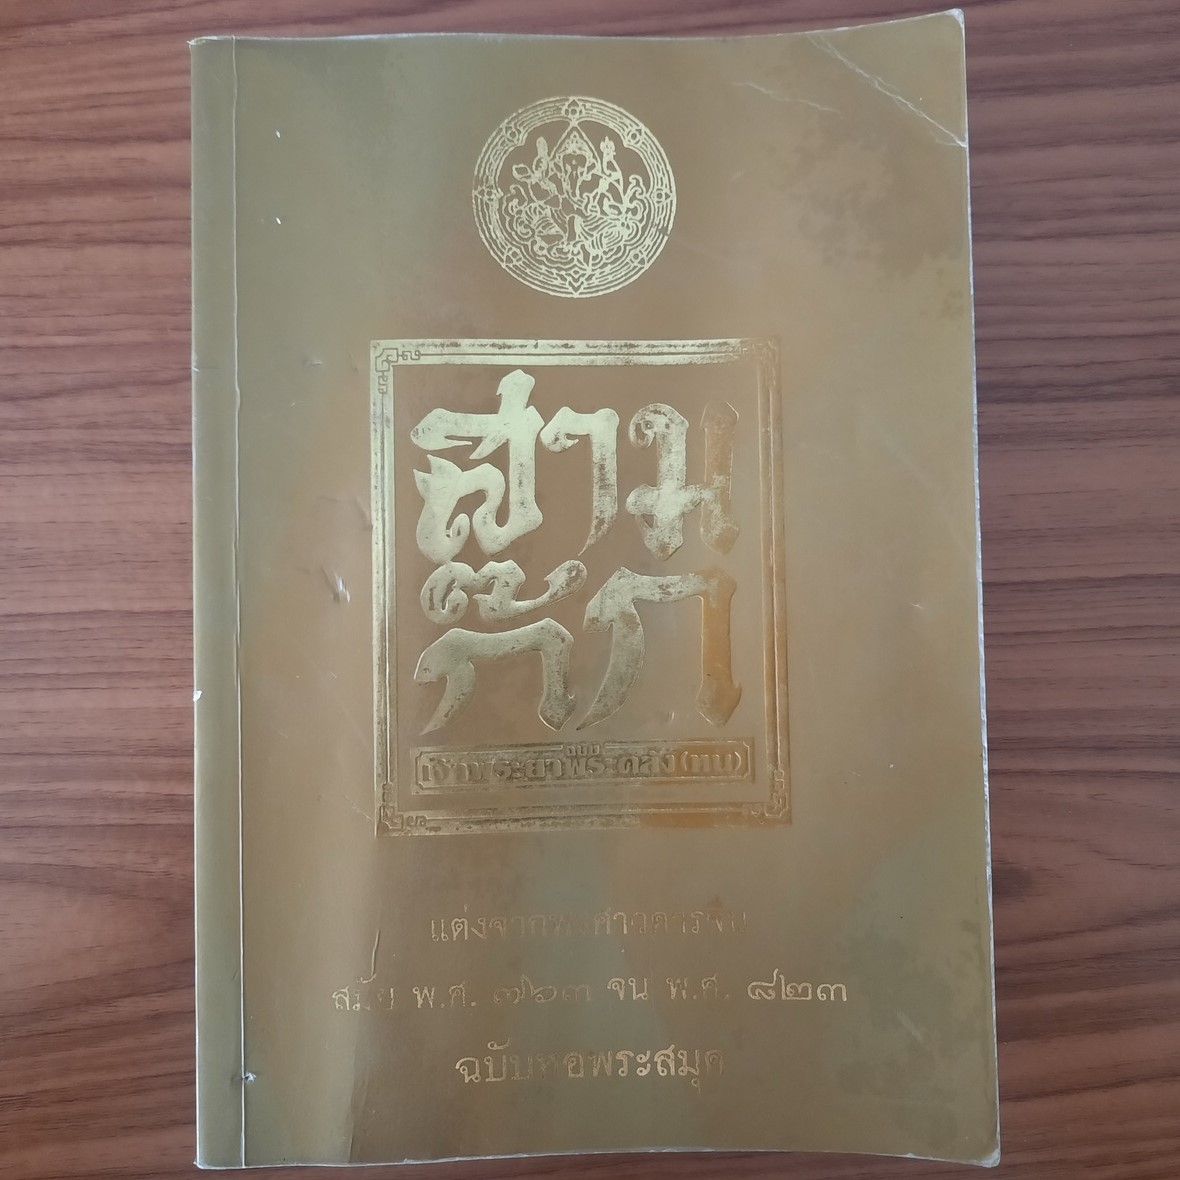 สามก๊ก
ฉบับ
เจ้าพระยาพระคลัง(หน)
แต่งจากพงศาวดารจีน
สมัย พ.ศ. ๗๖๓ จน พ.ศ. ๘๒๓
ฉบับหอพระสมุด